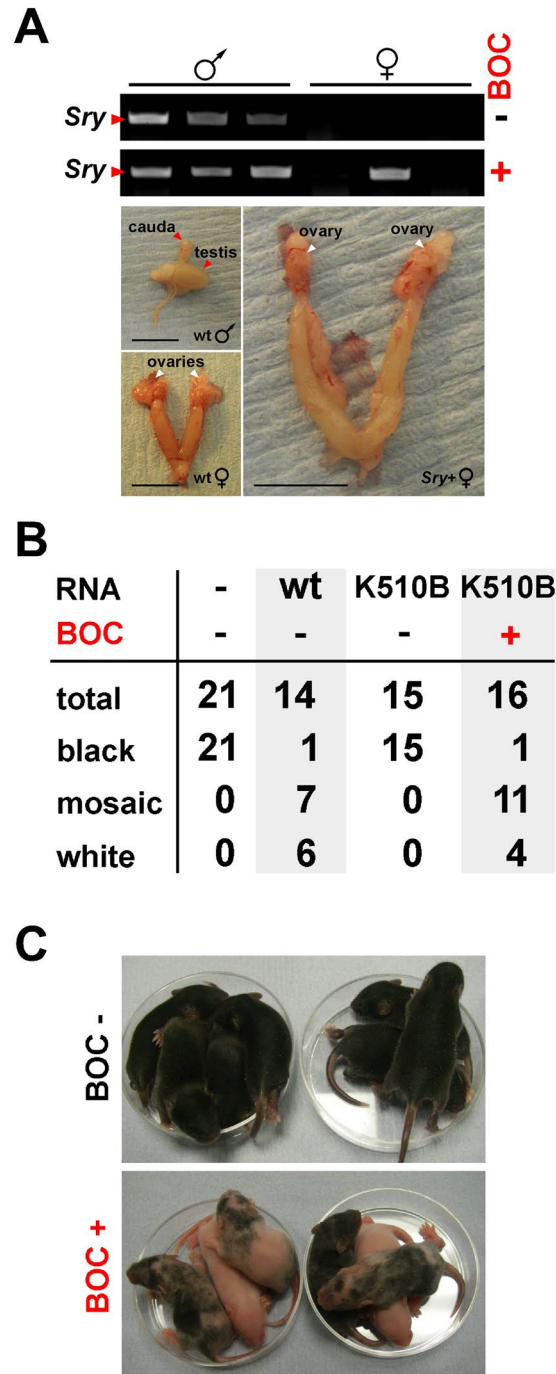 A
♂ ♀ BOC
Sry -
Sry +
cauda
testis
wt ♂
ovaries
wt ♀
ovary ovary
Sry+ ♀
B
RNA - wt K510B K510B
BOC - - - +
total 21 14 15 16
black 21 1 15 1
mosaic 0 7 0 11
white 0 6 0 4
C
BOC -
BOC +